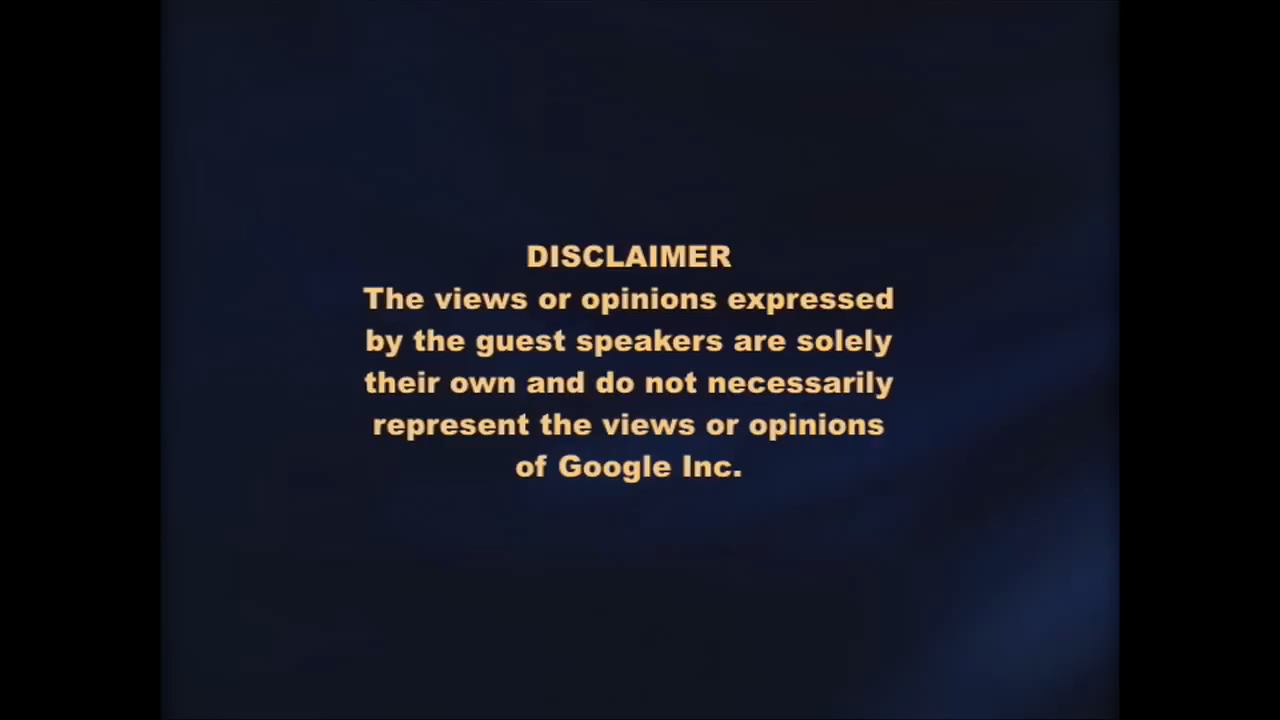 DISCLAIMER
The views or opinions expressed
by the guest speakers are solely
their own and do not necessarily
represent the views or opinions
of Google Inc.